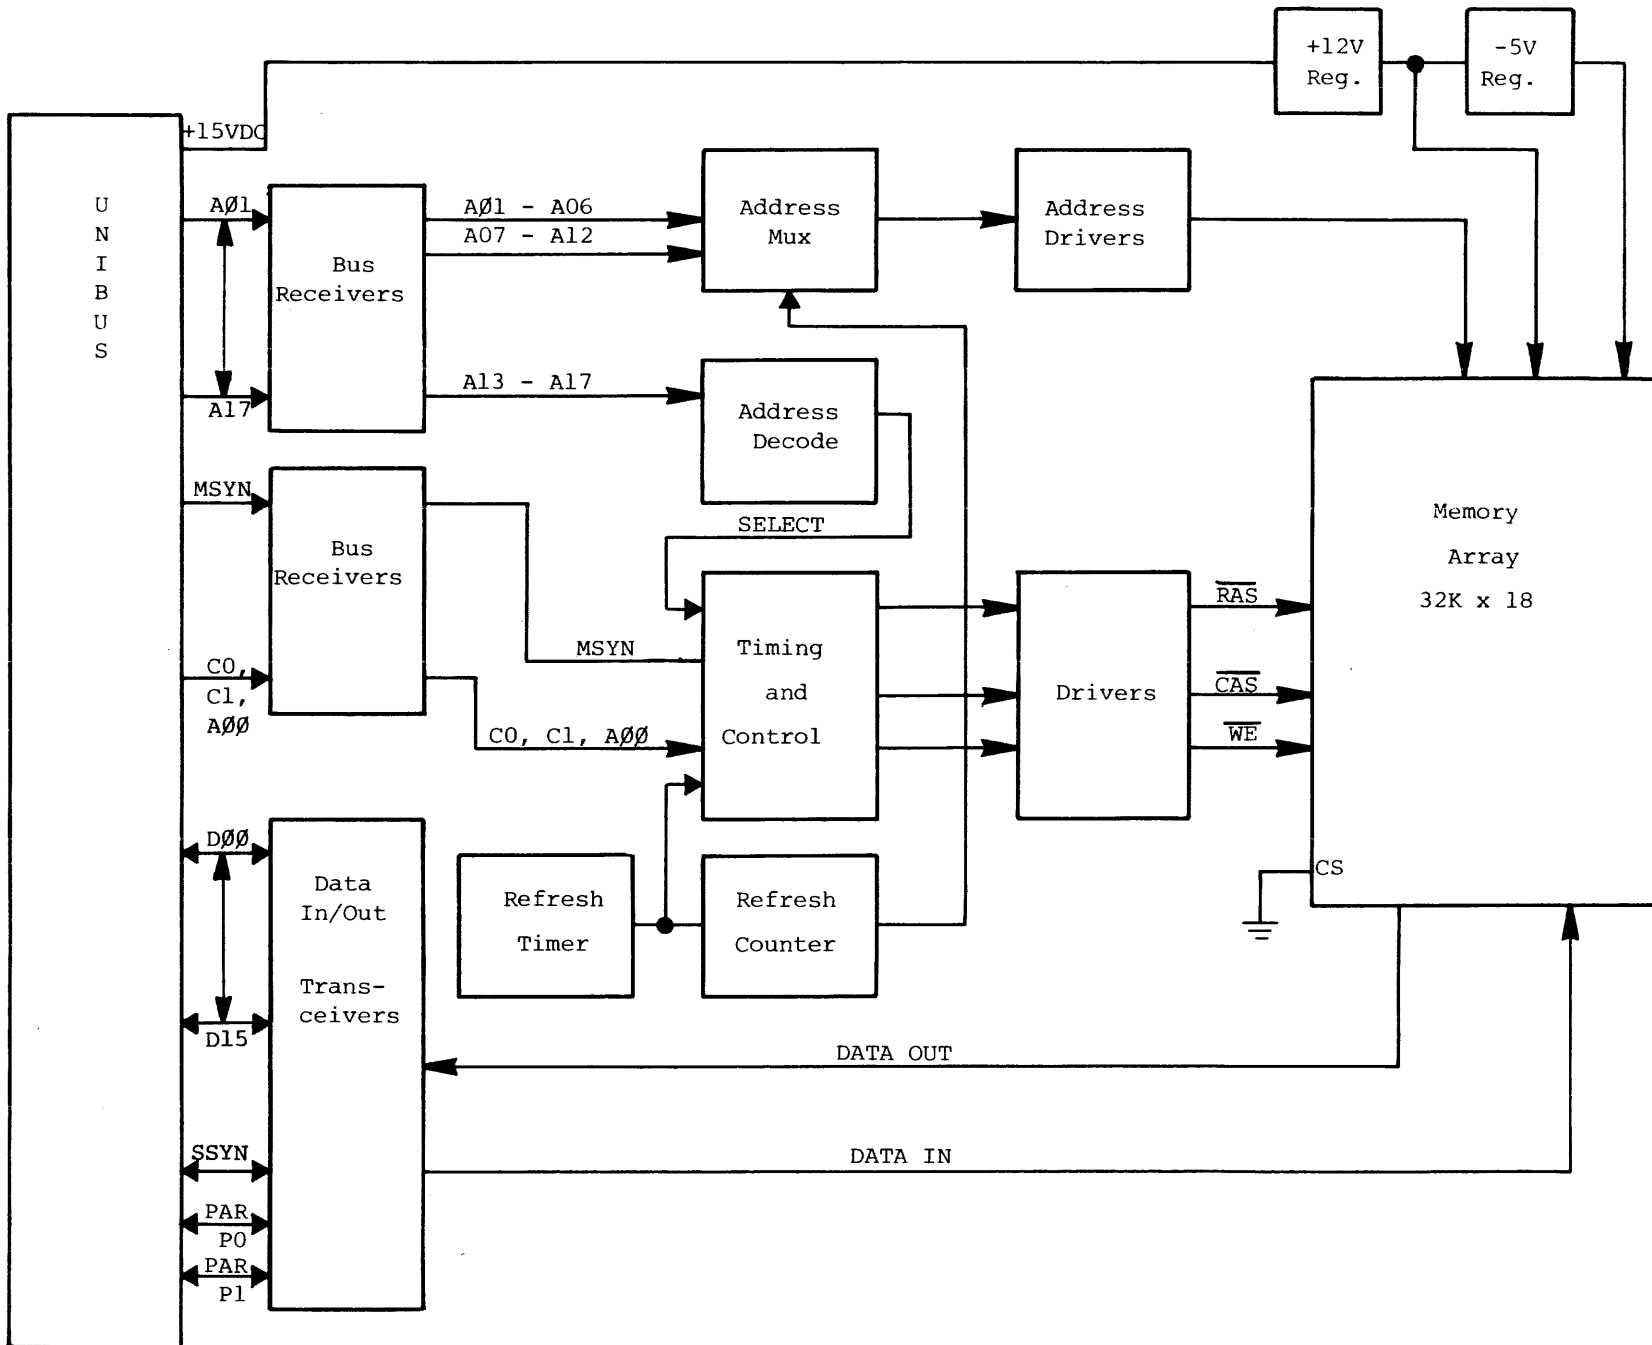 +12V
Reg.
-5V
Reg.
+15VDC
U
N
I
B
U
S
AØ1
A17
Bus
Receivers
AØ1 - A06
A07 - A12
A13 - A17
Address
Mux
Address
Drivers
Address
Decode
SELECT
MSYN
CO,
C1,
AØØ
Bus
Receivers
MSYN
CO, C1, AØØ
Timing
and
Control
Drivers
RAS
CAS
WE
Memory
Array
32K x 18
CS
DØØ
D15
SSYN
PAR
PO
PAR
P1
Data
In/Out
Trans-
ceivers
Refresh
Timer
Refresh
Counter
DATA OUT
DATA IN